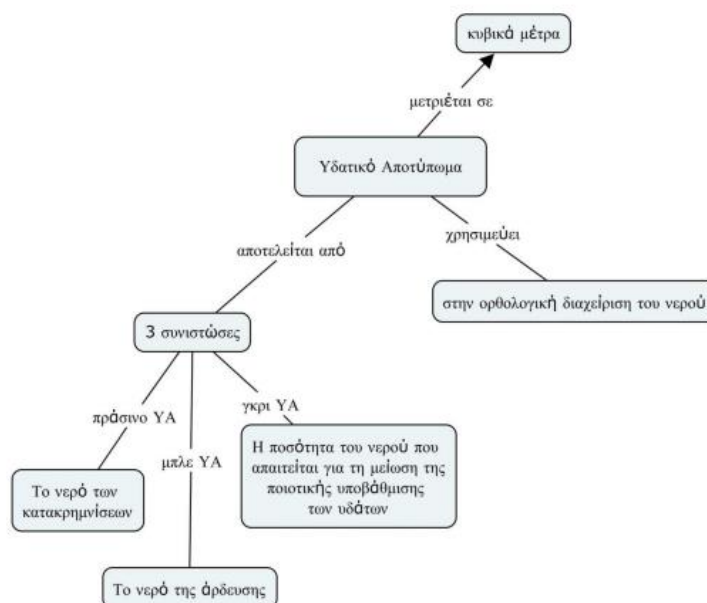 κυβικά μέτρα
μετριέται σε
Υδατικό Αποτύπωμα
αποτελείται από
χρησιμεύει
στην ορθολογική διαχείριση του νερού
3 συνιστώσες
πράσινο ΥΑ
μπλε ΥΑ
γκρι ΥΑ
Το νερό των
κατακρημνίσεων
Η ποσότητα του νερού που
απαιτείται για τη μείωση της
ποιοτικής υποβάθμισης
των υδάτων
Το νερό της άρδευσης